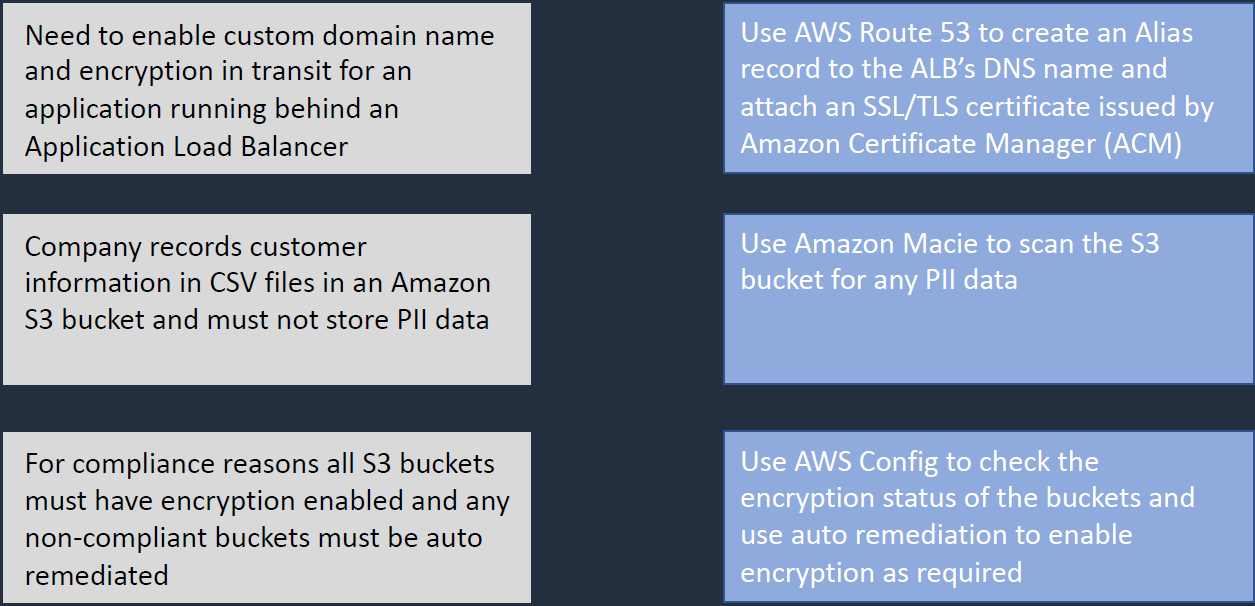 Need to enable custom domain name
and encryption in transit for an
application running behind an
Application Load Balancer
Use AWS Route 53 to create an Alias
record to the ALB’s DNS name and
attach an SSL/TLS certificate issued by
Amazon Certificate Manager (ACM)
Company records customer
information in CSV files in an Amazon
S3 bucket and must not store PII data
Use Amazon Macie to scan the S3
bucket for any PII data
For compliance reasons all S3 buckets
must have encryption enabled and any
non-compliant buckets must be auto
remediated
Use AWS Config to check the
encryption status of the buckets and
use auto remediation to enable
encryption as required